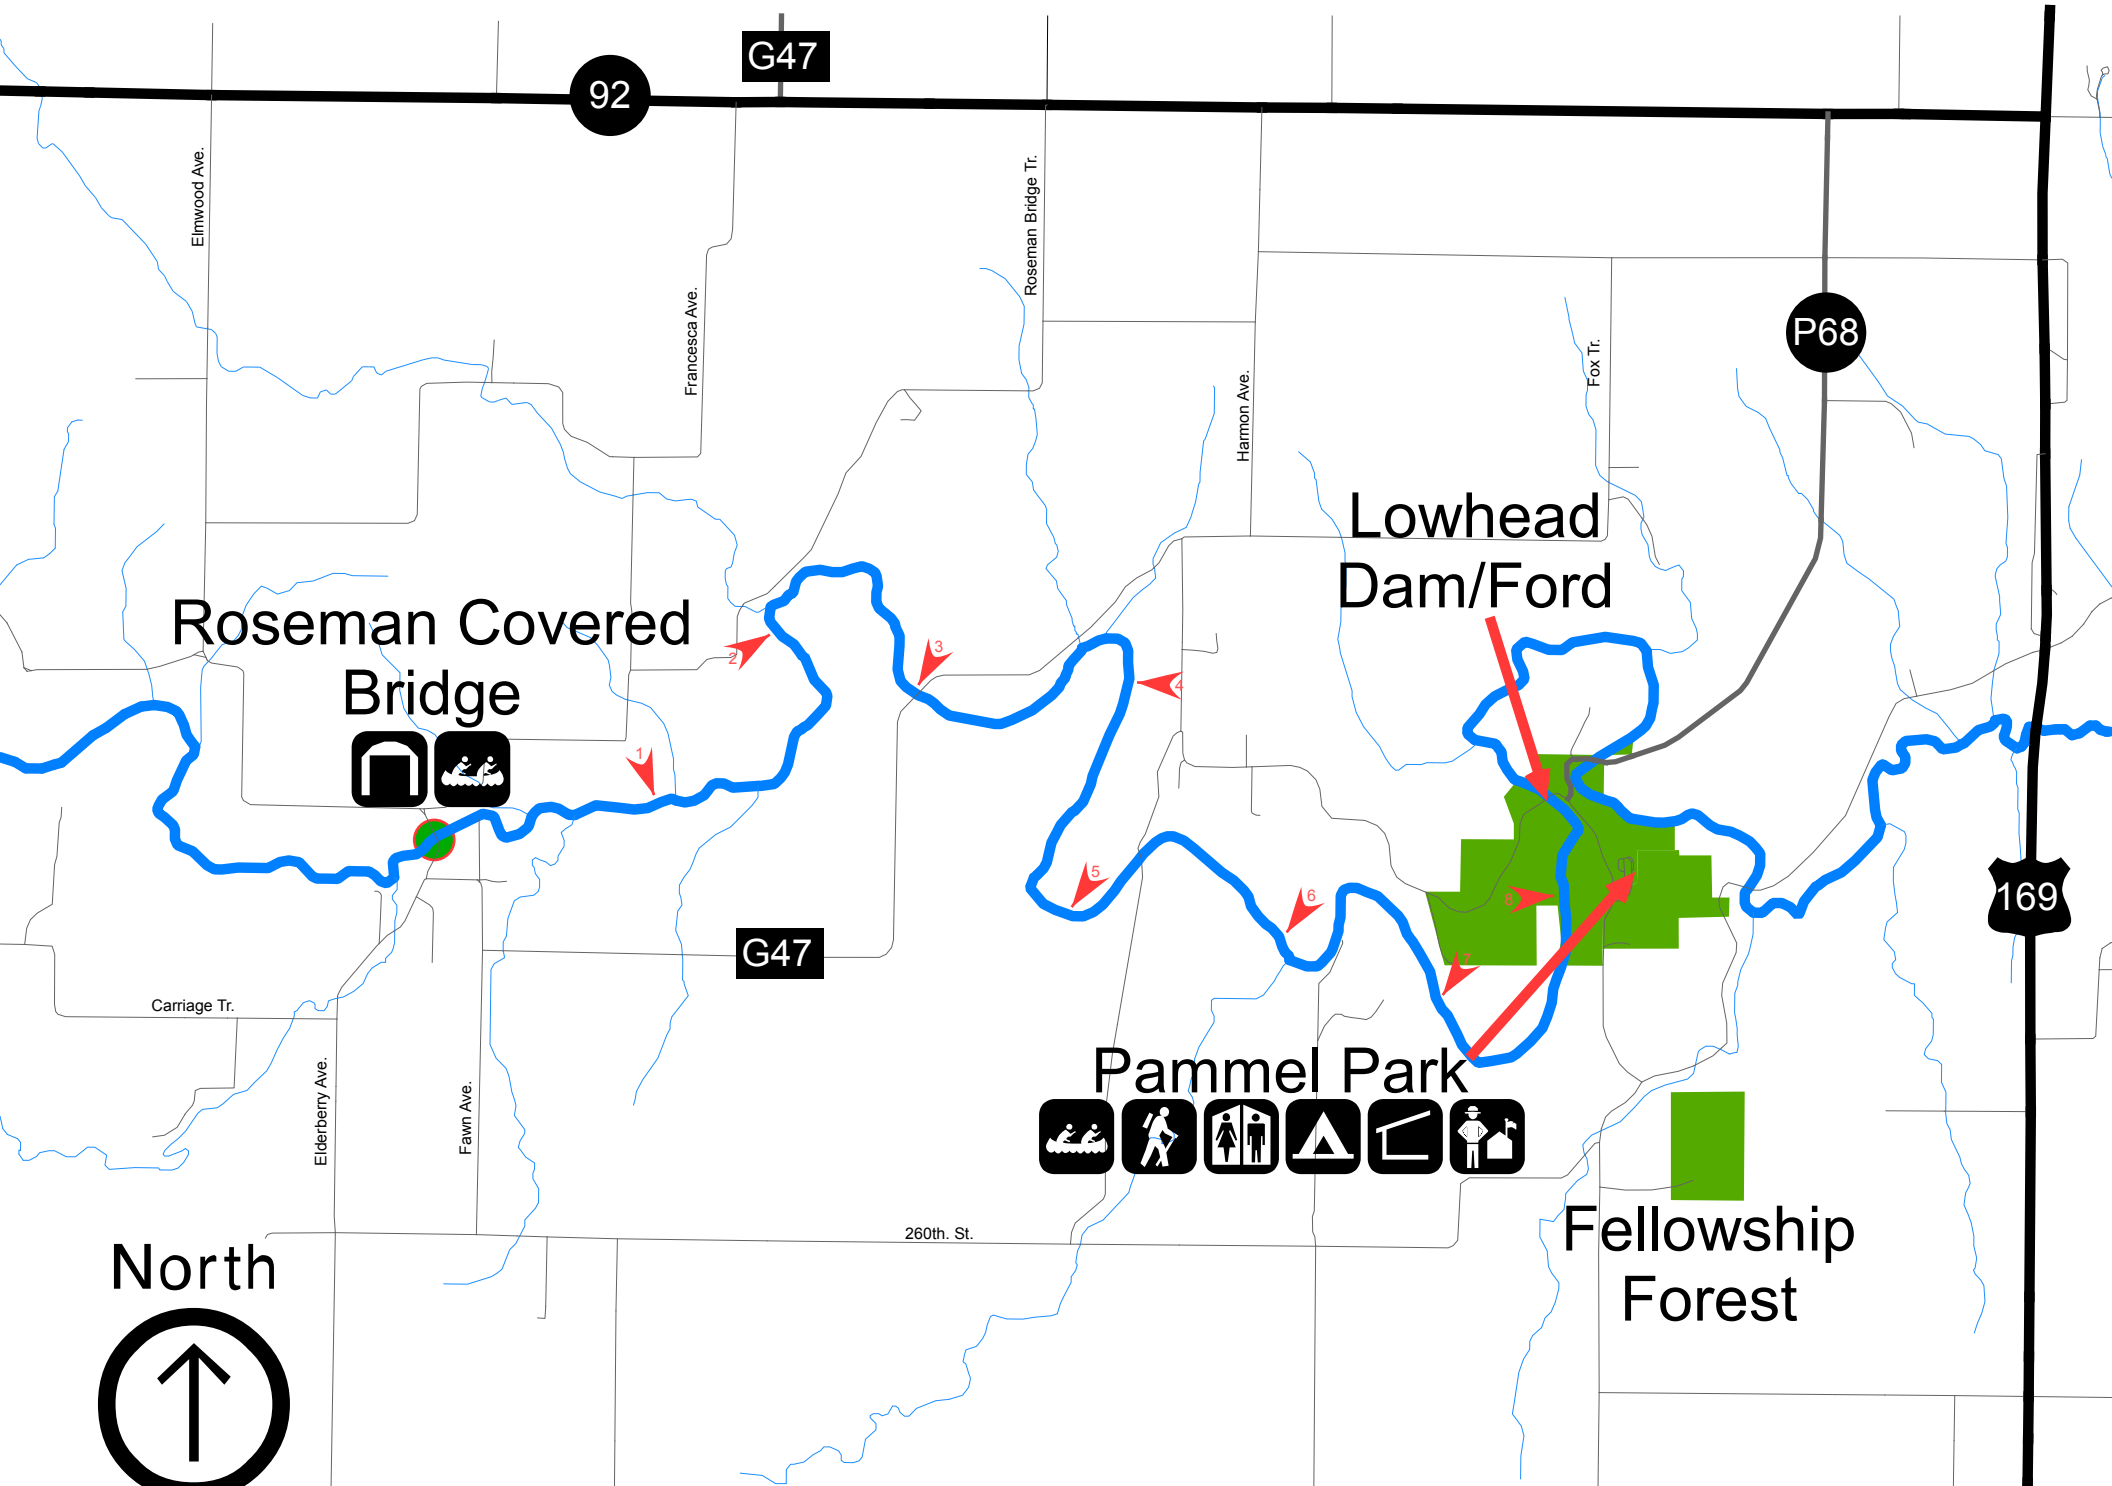 G47
92
Elmwood Ave.
Roseman Bridge Tr.
Francesca Ave.
P68
Fox Tr.
Harmon Ave.
Lowhead
Dam/Ford
Roseman Covered
Bridge
1
2
3
4
5
6
7
8
169
G47
Carriage Tr.
Elderberry Ave.
Fawn Ave.
Pammel Park
260th. St.
Fellowship
Forest
North